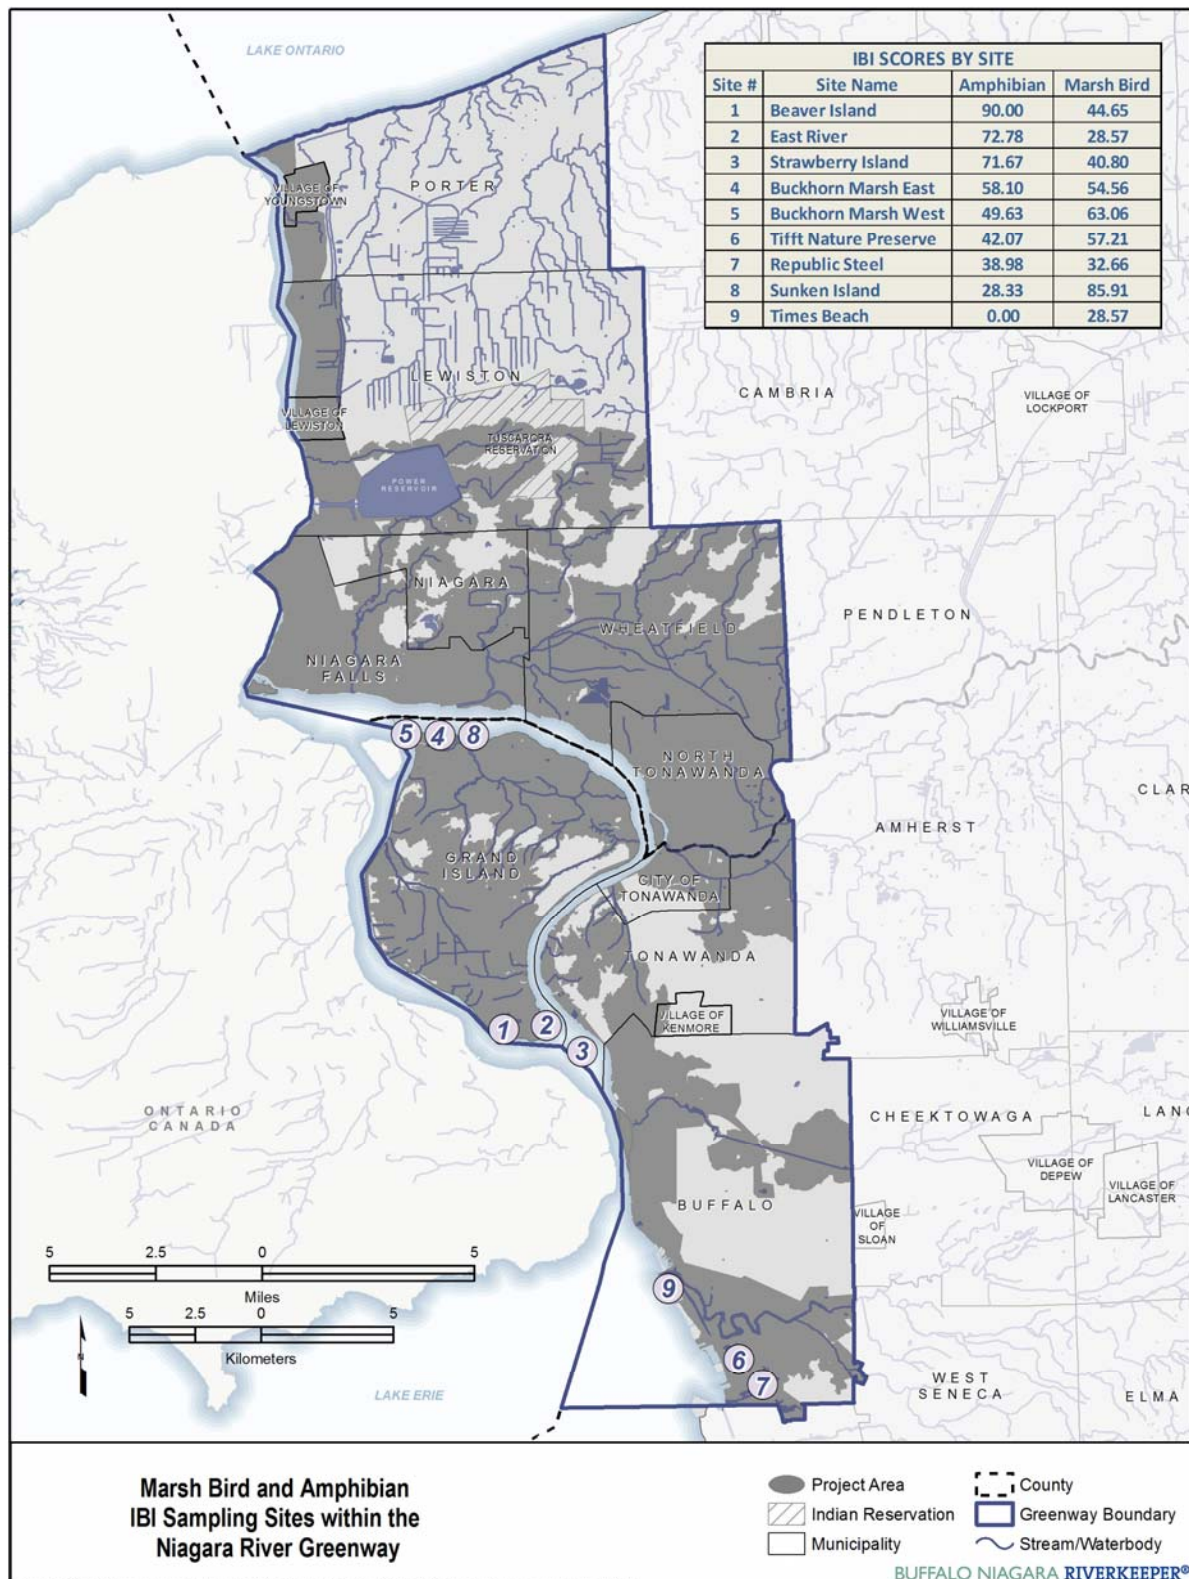 LAKE ONTARIO
IBI SCORES BY SITE
Site # Site Name Amphibian Marsh Bird
1 Beaver Island 90.00 44.65
2 East River 72.78 28.57
3 Strawberry Island 71.67 40.80
4 Buckhorn Marsh East 58.10 54.56
5 Buckhorn Marsh West 49.63 63.06
6 Tifft Nature Preserve 42.07 57.21
7 Republic Steel 38.98 32.66
8 Sunken Island 28.33 85.91
9 Times Beach 0.00 28.57
PORTER
VILLAGE OF
YOUNGSTOWN
LEWISTON
CAMBRIA
VILLAGE OF
LOCKPORT
VILLAGE OF
LEWISTON
TUSCARORA
RESERVATION
POWER
RESERVOIR
NIAGARA
PENDLETON
WHEATFIELD
NIAGARA
FALLS
5 4 8
NORTH
TONAWANDA
CLAR
AMHERST
GRAND
ISLAND
CITY OF
TONAWANDA
TONAWANDA
VILLAGE OF
KENMORE
VILLAGE OF
WILLIAMSVILLE
1 2 3
ONTARIO
CANADA
CHEEKTOWAGA
LANC
VILLAGE OF
DEPEW
VILLAGE OF
LANCASTER
BUFFALO
VILLAGE
OF
SLOAN
5 2.5 0 5
Miles
5 2.5 0 5
Kilometers
N
9
6
7
WEST
SENECA
ELMA
LAKE ERIE
Marsh Bird and Amphibian
IBI Sampling Sites within the
Niagara River Greenway
Project Area
Indian Reservation
Municipality
County
Greenway Boundary
Stream/Waterbody
BUFFALO NIAGARA RIVERKEEPER®